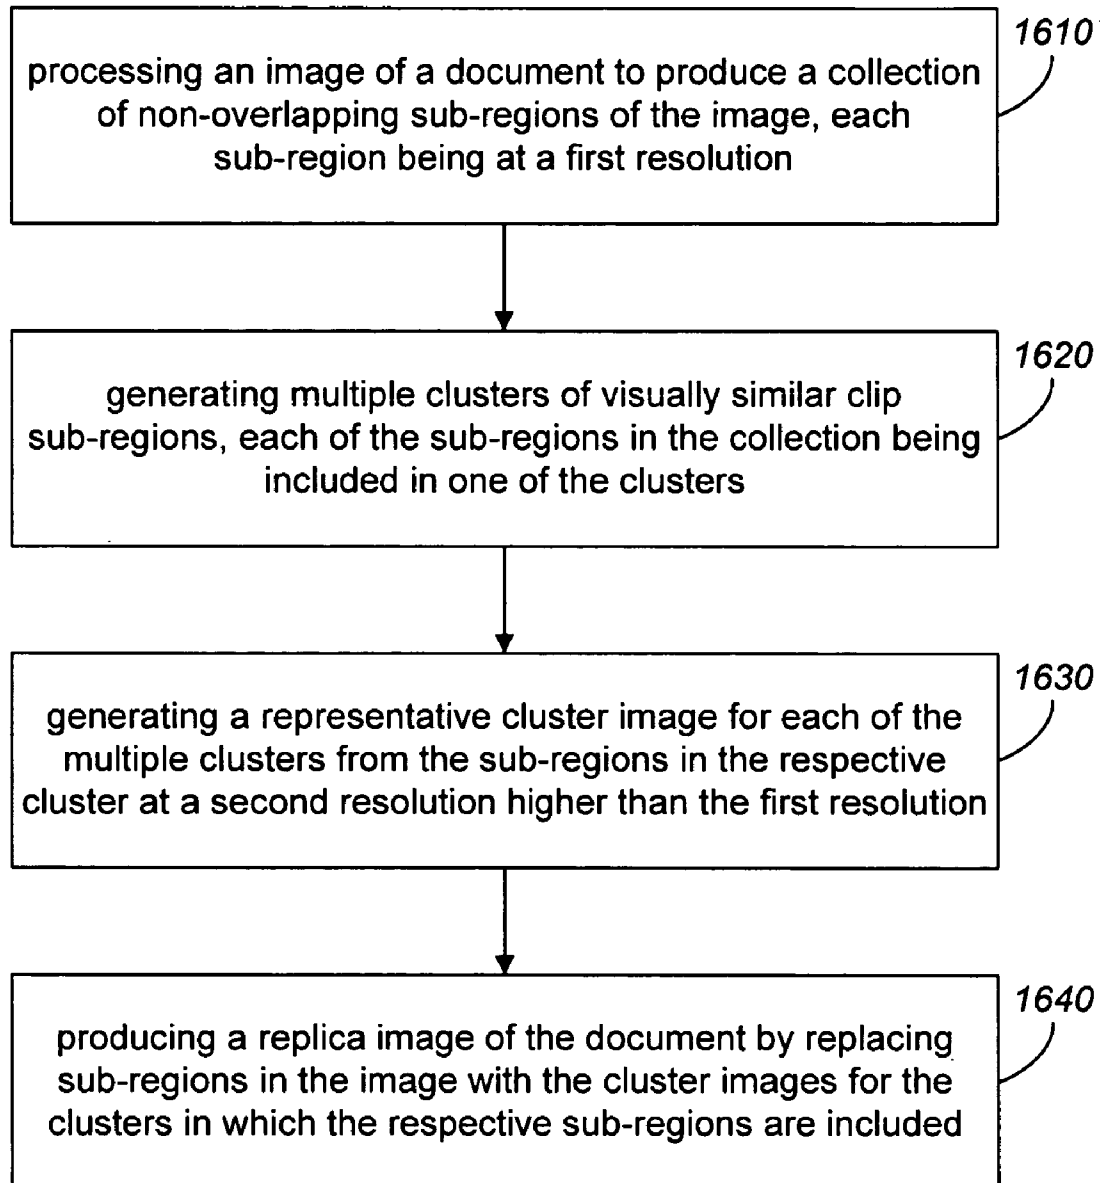 1610
processing an image of a document to produce a collection
of non-overlapping sub-regions of the image, each
sub-region being at a first resolution
1620
generating multiple clusters of visually similar clip
sub-regions, each of the sub-regions in the collection being
included in one of the clusters
1630
generating a representative cluster image for each of the
multiple clusters from the sub-regions in the respective
cluster at a second resolution higher than the first resolution
1640
producing a replica image of the document by replacing
sub-regions in the image with the cluster images for the
clusters in which the respective sub-regions are included